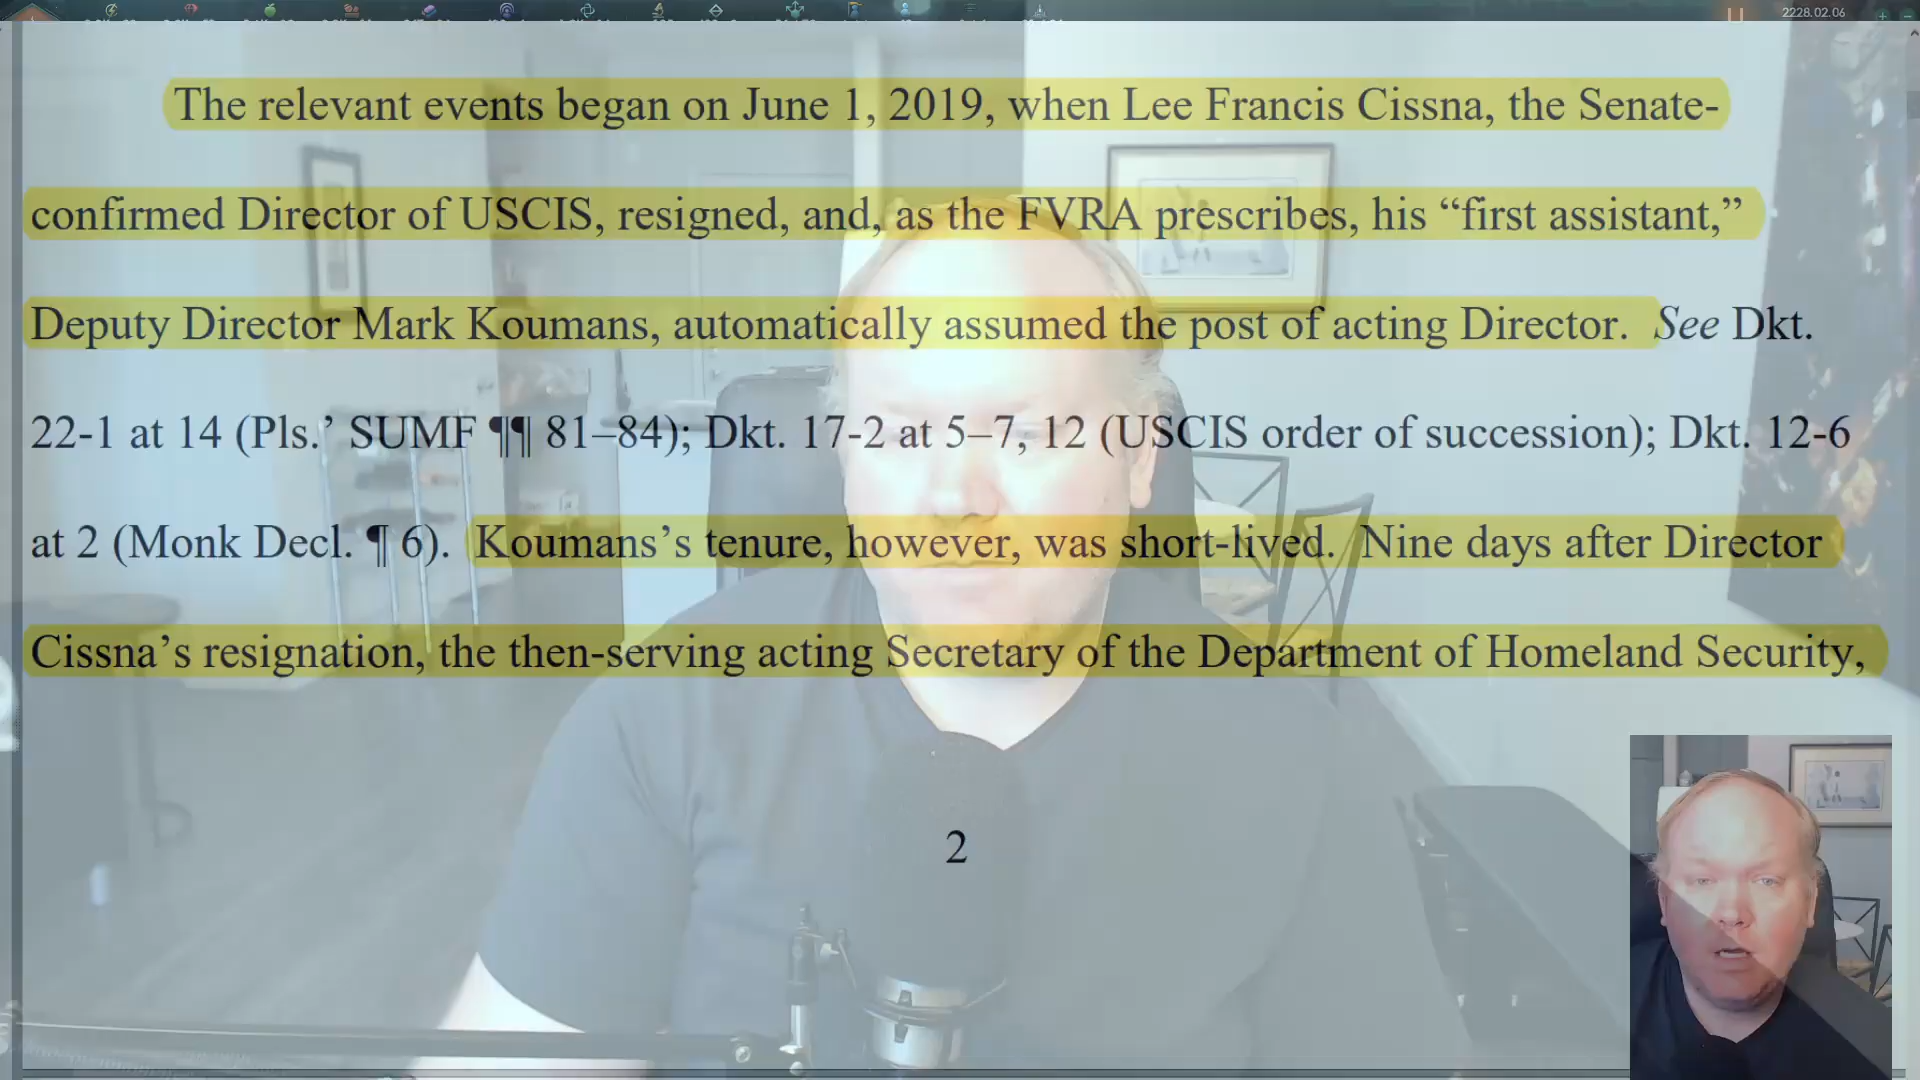 2228.02.06
The relevant events began on June 1, 2019, when Lee Francis Cissna, the Senate-
confirmed Director of USCIS, resigned, and, as the FVRA prescribes, his “first assistant,”
Deputy Director Mark Koumans, automatically assumed the post of acting Director. See Dkt.
22-1 at 14 (Pls.’ SUMF ¶¶ 81–84); Dkt. 17-2 at 5–7, 12 (USCIS order of succession); Dkt. 12-6
at 2 (Monk Decl. ¶ 6). Koumans’s tenure, however, was short-lived. Nine days after Director
Cissna’s resignation, the then-serving acting Secretary of the Department of Homeland Security,
2